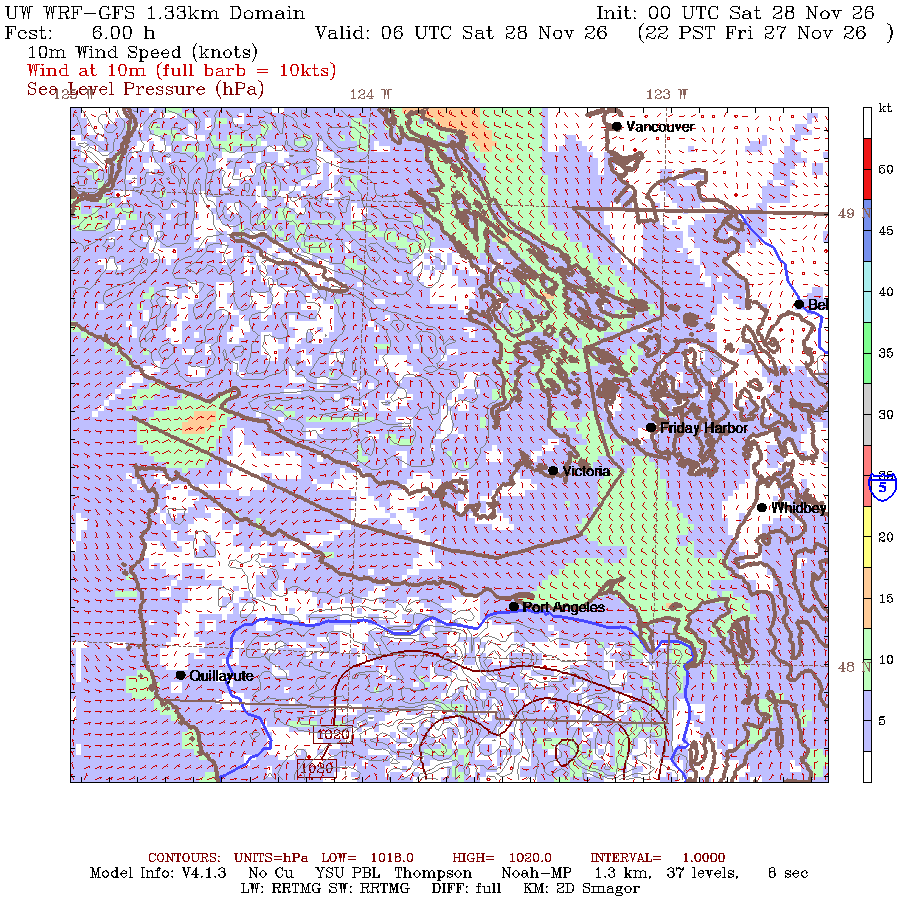 UW WRF-GFS 1.33km Domain Init: 00 UTC Sat 28 Nov 26
Fcst: 6.00 h Valid: 06 UTC Sat 28 Nov 26 (22 PST Fri 27 Nov 26 )
10m Wind Speed (knots)
Wind at 10m (full barb = 10kts)
Sea Level Pressure (hPa)
125 W 124 W 123 W
kt
Vancouver
60
49 N
45
Bel
40
35
30
Friday Harbor
Victoria
25
5
Whidbey
20
15
Port Angeles
10
48 N
Quillayute
5
1020
1020
CONTOURS: UNITS=hPa LOW= 1018.0 HIGH= 1020.0 INTERVAL= 1.0000
Model Info: V4.1.3 No Cu YSU PBL Thompson Noah-MP 1.3 km, 37 levels, 8 sec
LW: RRTMG SW: RRTMG DIFF: full KM: 2D Smagor